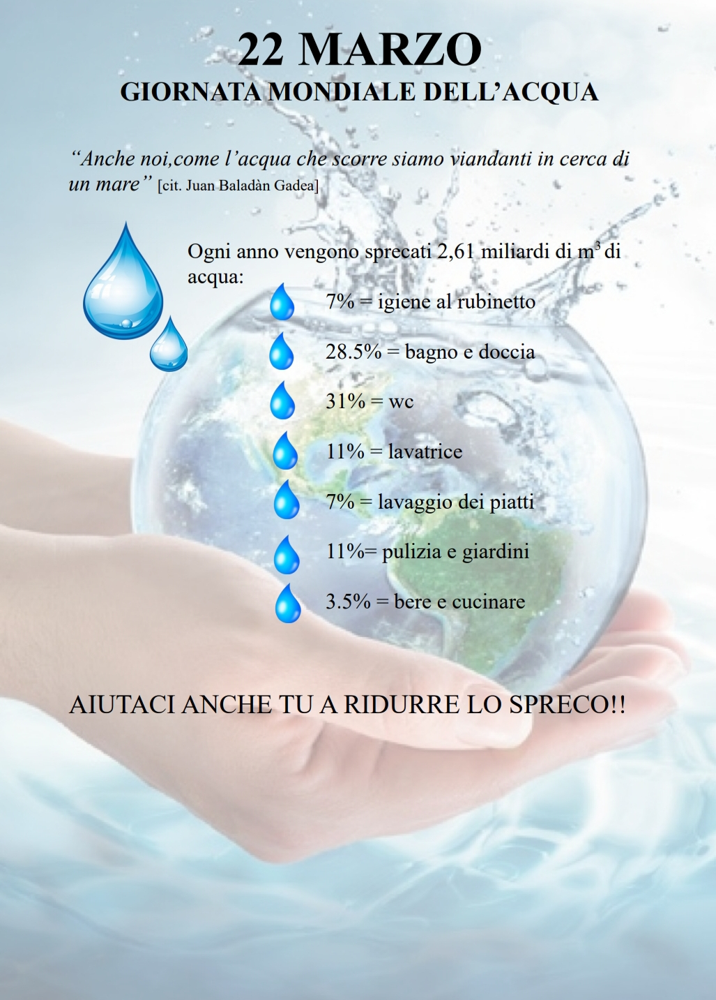 22 MARZO
GIORNATA MONDIALE DELL’ACQUA
“Anche noi,come l’acqua che scorre siamo viandanti in cerca di
un mare” [cit. Juan Baladàn Gadea]
Ogni anno vengono sprecati 2,61 miliardi di m³ di
acqua:
7% = igiene al rubinetto
28.5% = bagno e doccia
31% = wc
11% = lavatrice
7% = lavaggio dei piatti
11%= pulizia e giardini
3.5% = bere e cucinare
AIUTACI ANCHE TU A RIDURRE LO SPRECO!!